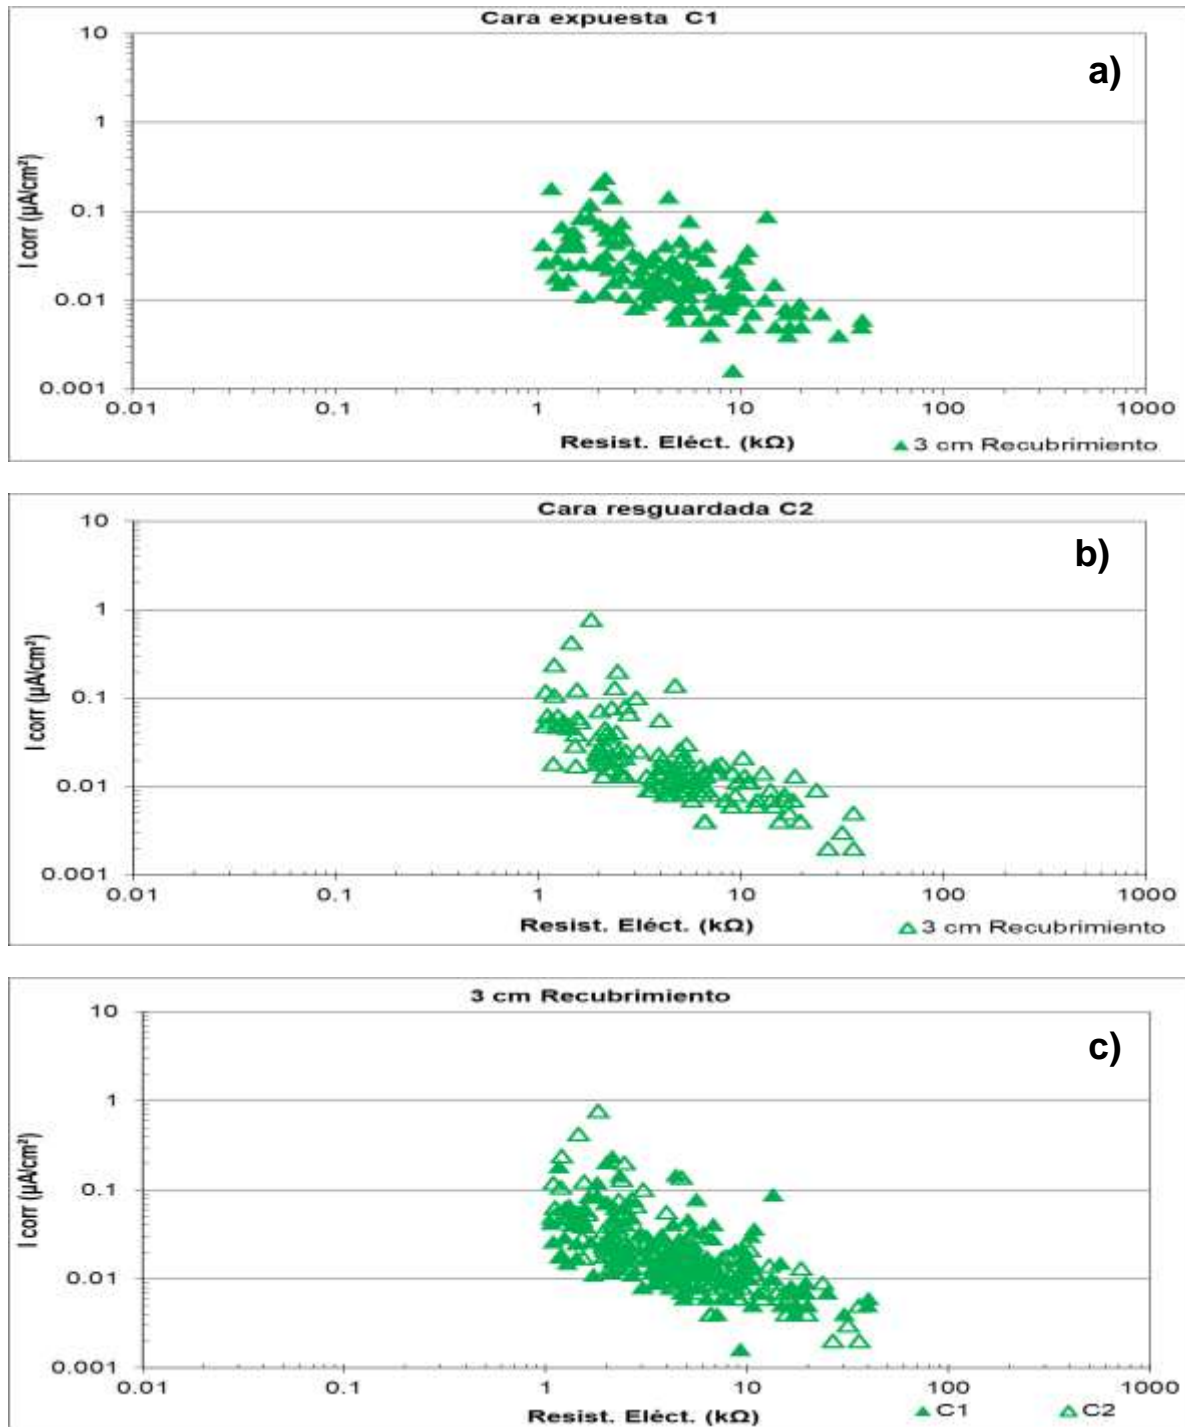 Cara expuesta C1
a)
10
1
0.1
0.01
0.001
I corr (µA/cm²)
0.01 0.1 1 10 100 1000
Resist. Eléct. (kΩ)
3 cm Recubrimiento
Cara resguardada C2
b)
10
1
0.1
0.01
0.001
I corr (µA/cm²)
0.01 0.1 1 10 100 1000
Resist. Eléct. (kΩ)
3 cm Recubrimiento
3 cm Recubrimiento
c)
10
1
0.1
0.01
0.001
I corr (µA/cm²)
0.01 0.1 1 10 100 1000
Resist. Eléct. (kΩ)
C1 C2